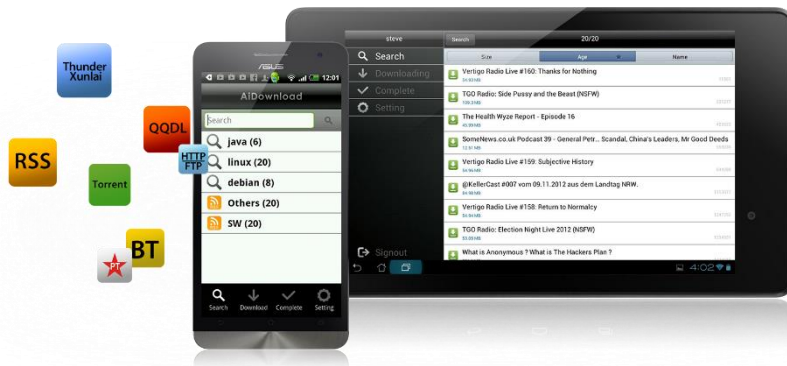 Thunder
Xunlai
QQDL
RSS
HTTP
FTP
Torrent
BT
PT
ASUS
12:01
AiDownload
Search
java (6)
linux (20)
debian (8)
Others (20)
SW (20)
Search
Download
Complete
Setting
steve
Search
20/20
Search
Downloading
Complete
Setting
Signout
Size
Age
Name
Vertigo Radio Live #160: Thanks for Nothing
TGO Radio: Side Pussy and the Beast (NSFW)
The Health Wyze Report - Episode 16
SomeNews.co.uk Podcast 39 - General Petr... Scandal, China's Leaders, Mr Good Deeds
Vertigo Radio Live #159: Subjective History
@KellerCast #007 vom 09.11.2012 aus dem Landtag NRW.
Vertigo Radio Live #158: Return to Normalcy
TGO Radio: Election Night Live 2012 (NSFW)
What is Anonymous ? What is The Hackers Plan ?
4:02